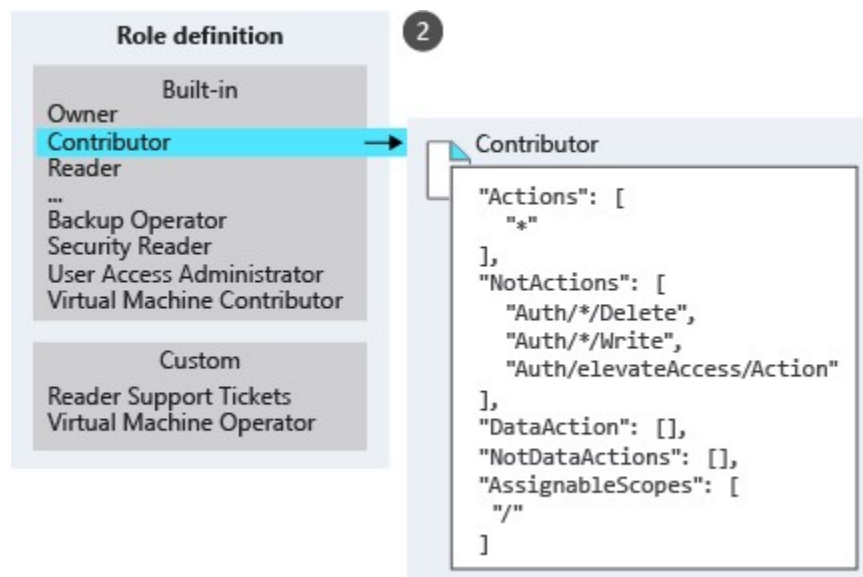 Role definition
2
Built-in
Owner
Contributor
Reader
...
Backup Operator
Security Reader
User Access Administrator
Virtual Machine Contributor
Custom
Reader Support Tickets
Virtual Machine Operator
Contributor
"Actions": [
"*"
],
"NotActions": [
"Auth/*/Delete",
"Auth/*/Write",
"Auth/elevateAccess/Action"
],
"DataAction": [],
"NotDataActions": [],
"AssignableScopes": [
"/"
]